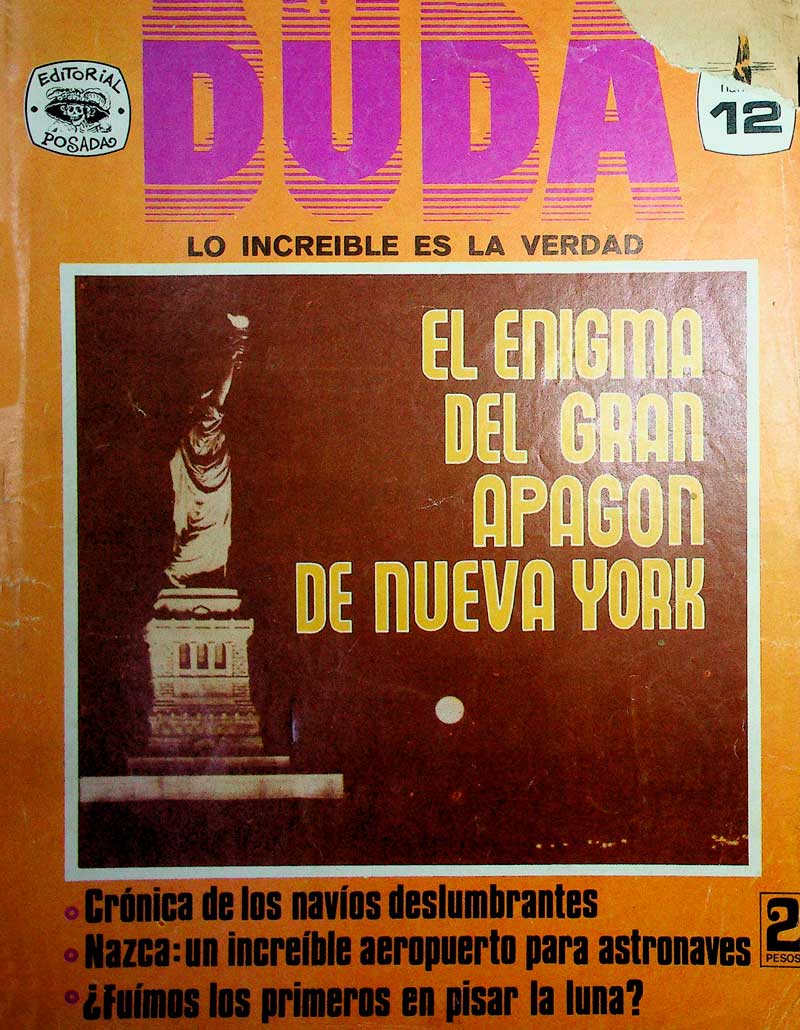 DUDA
EDITORIAL
POSADA
12
LO INCREIBLE ES LA VERDAD
EL ENIGMA
DEL GRAN
APAGON
DE NUEVA YORK
Crónica de los navíos deslumbrantes
Nazca: un increíble aeropuerto para astronaves
¿Fuímos los primeros en pisar la luna?
2
PESOS